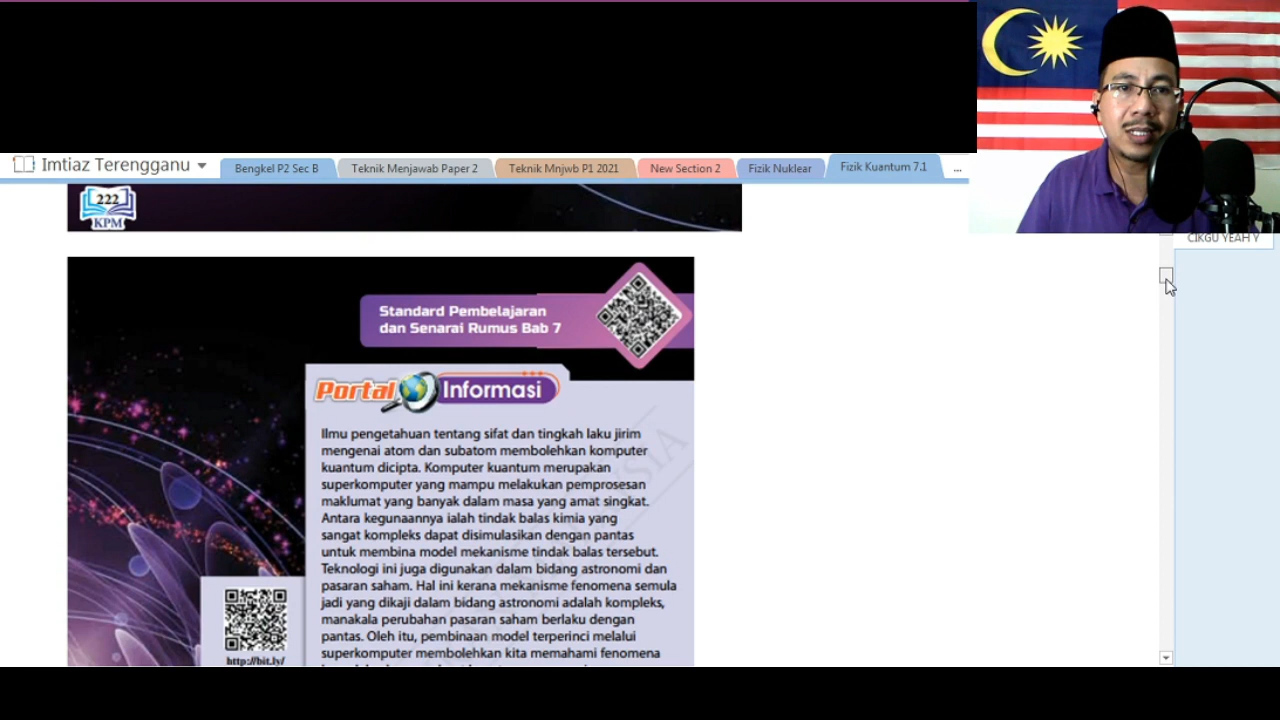 Imtiaz Terengganu
Bengkel P2 Sec B
Teknik Menjawab Paper 2
Teknik Mnjwb P1 2021
New Section 2
Fizik Nuklear
Fizik Kuantum 7.1
...
222
KPM
CIKGU YEAH Y
Standard Pembelajaran
dan Senarai Rumus Bab 7
Portal Informasi
Ilmu pengetahuan tentang sifat dan tingkah laku jirim
mengenai atom dan subatom membolehkan komputer
kuantum dicipta. Komputer kuantum merupakan
superkomputer yang mampu melakukan pemprosesan
maklumat yang banyak dalam masa yang amat singkat.
Antara kegunaannya ialah tindak balas kimia yang
sangat kompleks dapat disimulasikan dengan pantas
untuk membina model mekanisme tindak balas tersebut.
Teknologi ini juga digunakan dalam bidang astronomi dan
pasaran saham. Hal ini kerana mekanisme fenomena semula
jadi yang dikaji dalam bidang astronomi adalah kompleks,
manakala perubahan pasaran saham berlaku dengan
pantas. Oleh itu, pembinaan model terperinci melalui
superkomputer membolehkan kita memahami fenomena
http://bit.ly/